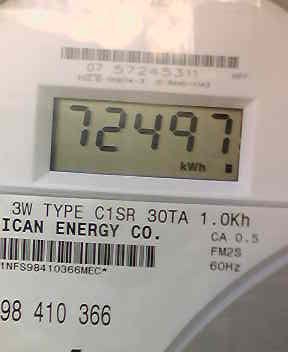 07 57245311
72497
kWh
3W TYPE C1SR 30TA 1.0Kh
ICAN ENERGY CO.
CA 0.5
FM2S
60Hz
1NFS98410366MEC*
98 410 366